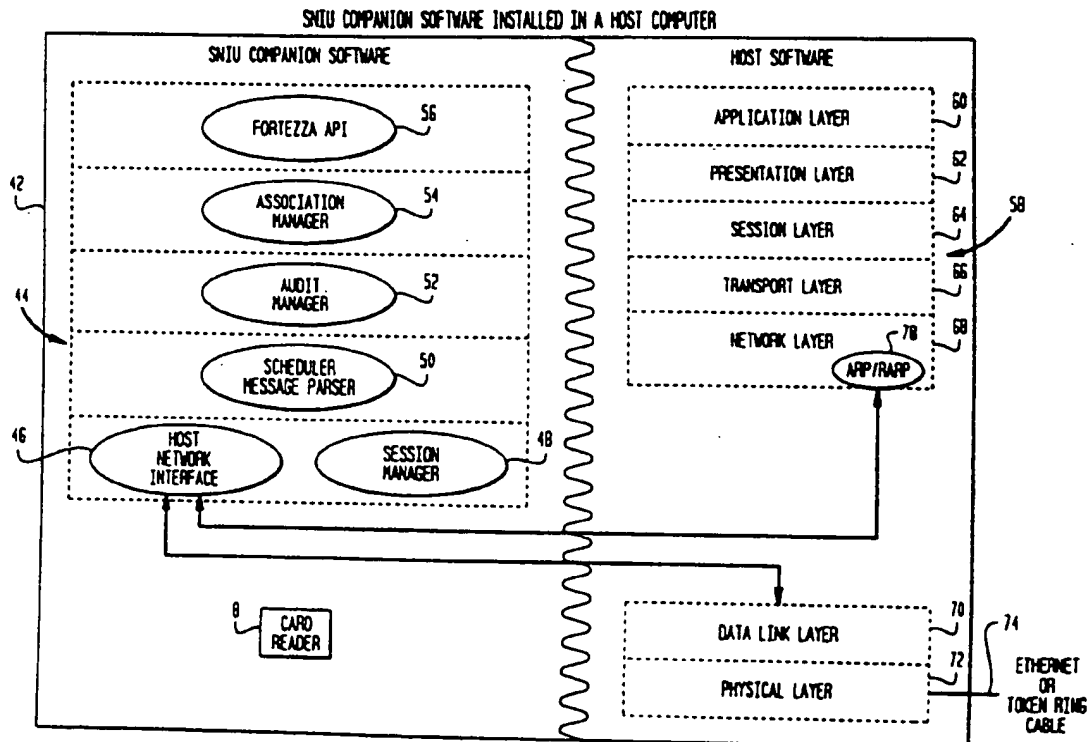 SNIU COMPANION SOFTWARE INSTALLED IN A HOST COMPUTER
SNIU COMPANION SOFTWARE
HOST SOFTWARE
FORTEZZA API
56
ASSOCIATION
MANAGER
54
AUDIT
MANAGER
52
SCHEDULER
MESSAGE PARSER
50
HOST
NETWORK
INTERFACE
46
SESSION
MANAGER
48
42
44
8
CARD
READER
APPLICATION LAYER
60
PRESENTATION LAYER
62
SESSION LAYER
64
58
TRANSPORT LAYER
66
NETWORK LAYER
68
78
ARP/RARP
DATA LINK LAYER
70
PHYSICAL LAYER
72
74
ETHERNET
OR
TOKEN RING
CABLE